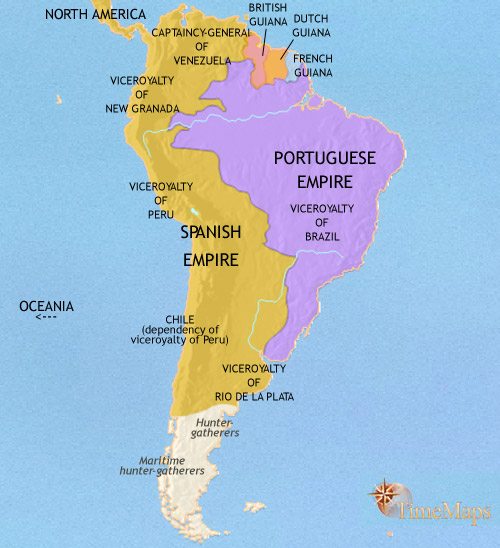 NORTH AMERICA
BRITISH
GUIANA
DUTCH
GUIANA
CAPTAINCY-GENERAl
OF
VENEZUELA
FRENCH
GUIANA
VICEROYALTY
OF
NEW GRANADA
PORTUGUESE
EMPIRE
VICEROYALTY
OF
PERU
VICEROYALTY
OF
BRAZIL
SPANISH
EMPIRE
OCEANIA
<---
CHILE
(dependency of
viceroyalty of Peru)
VICEROYALTY
OF
RIO DE LA PLATA
Hunter-
gatherers
Maritime
hunter-gatherers
TimeMaps